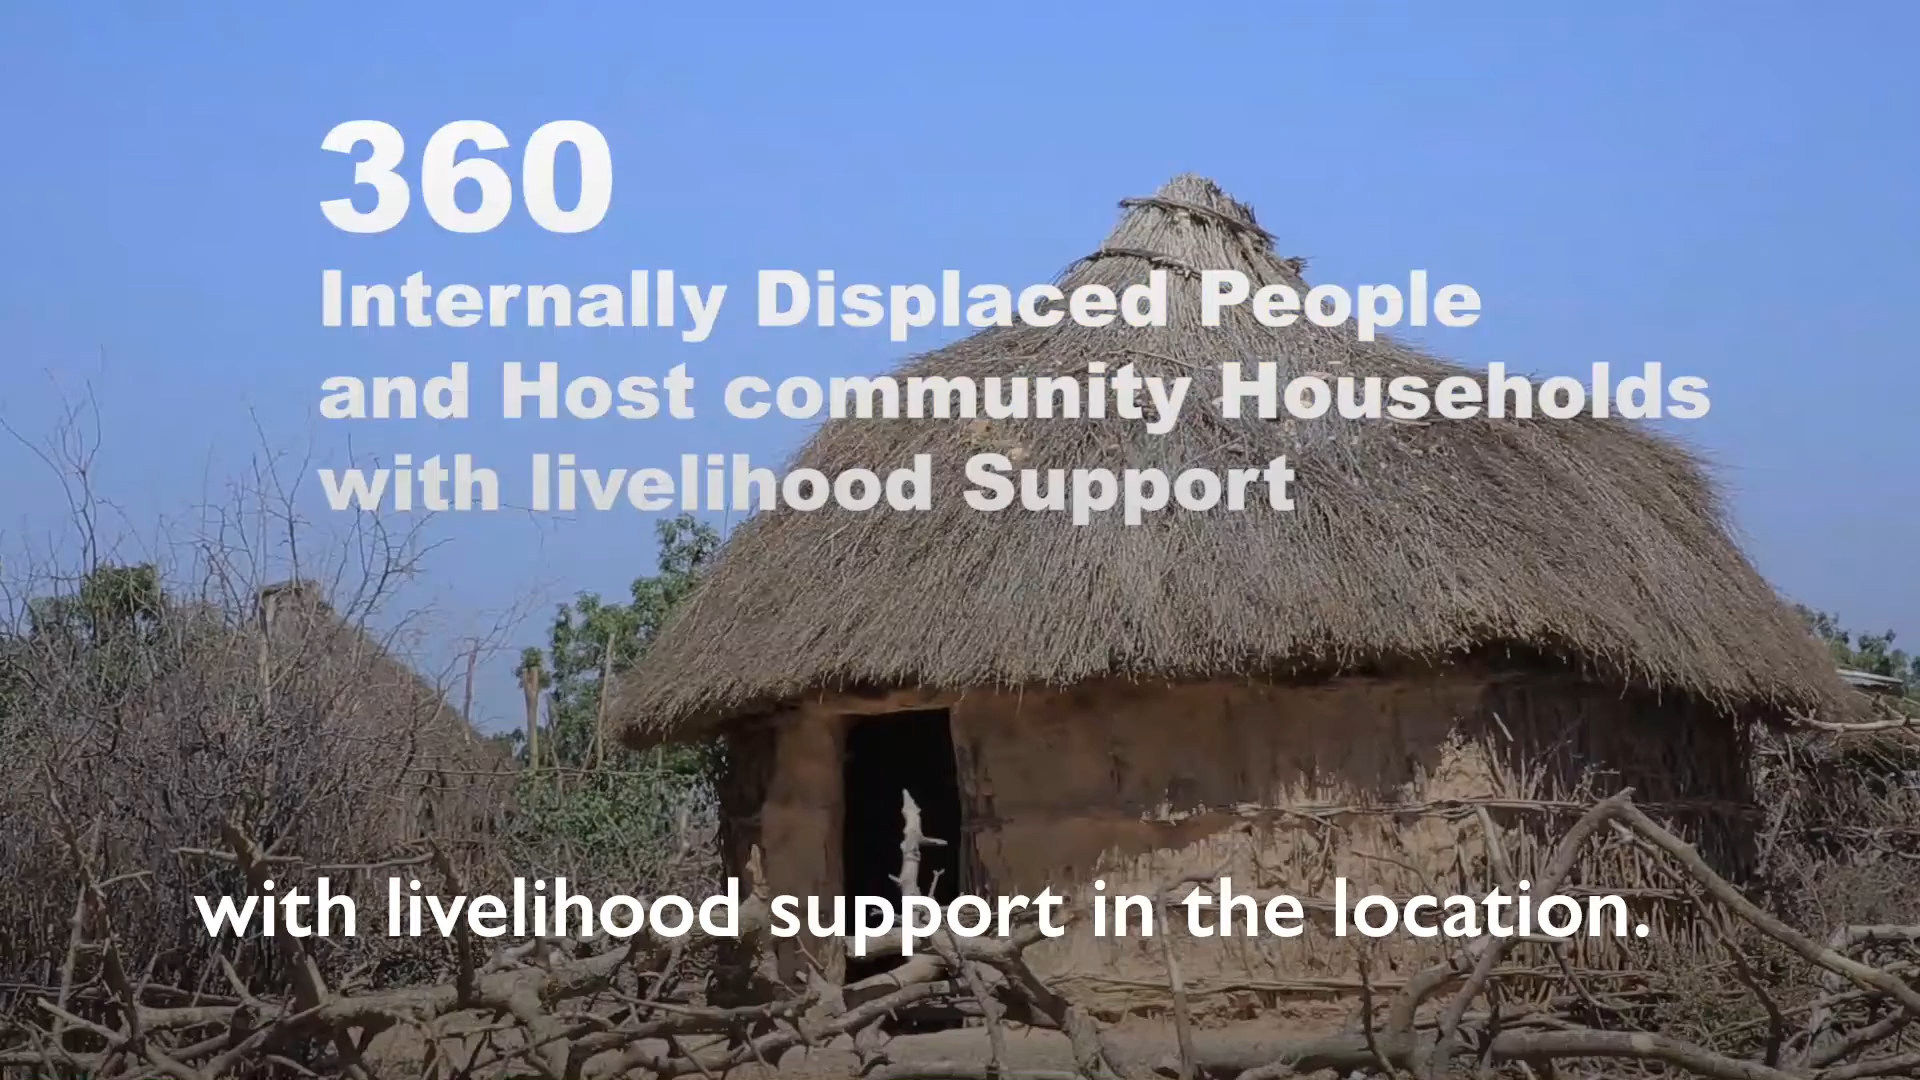 360
Internally Displaced People
and Host community Households
with livelihood Support
with livelihood support in the location.